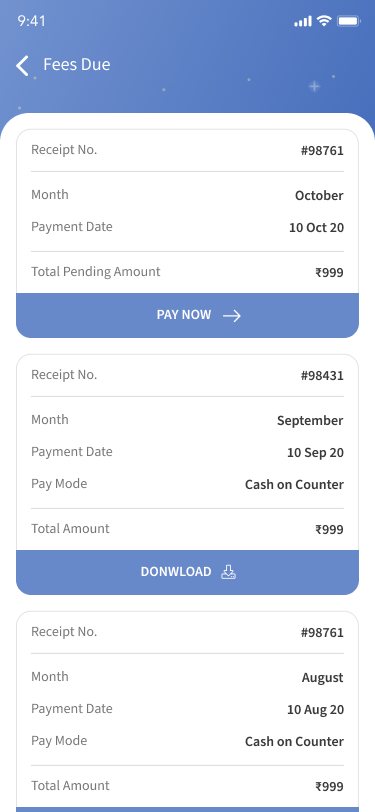 9:41
Fees Due
Receipt No. #98761
Month October
Payment Date 10 Oct 20
Total Pending Amount ₹999
PAY NOW
Receipt No. #98431
Month September
Payment Date 10 Sep 20
Pay Mode Cash on Counter
Total Amount ₹999
DONWLOAD
Receipt No. #98761
Month August
Payment Date 10 Aug 20
Pay Mode Cash on Counter
Total Amount ₹999